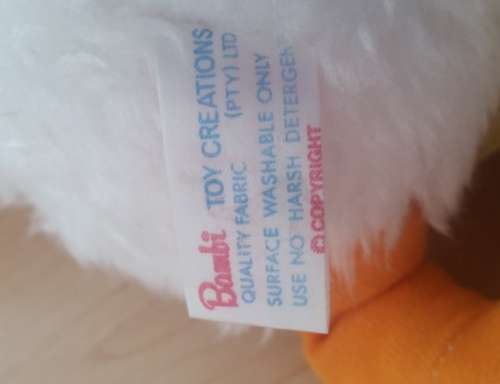 Bambi TOY CREATIONS
QUALITY FABRIC (PTY) LTD
SURFACE WASHABLE ONLY
USE NO HARSH DETERGEN
© COPYRIGHT